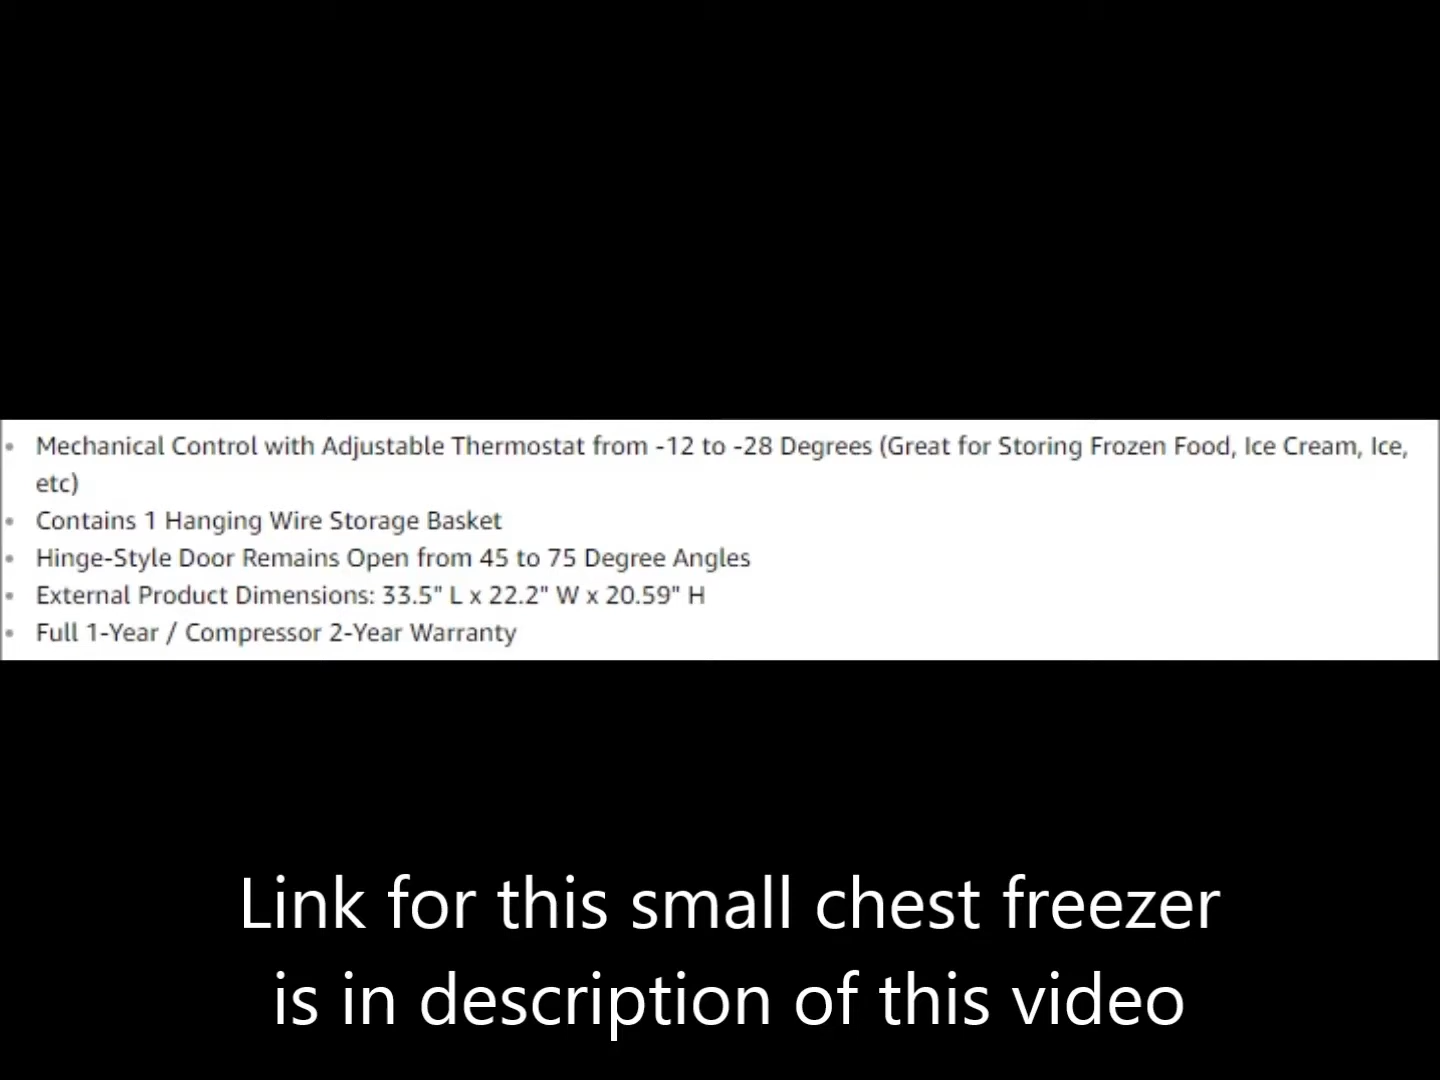 Mechanical Control with Adjustable Thermostat from -12 to -28 Degrees (Great for Storing Frozen Food, Ice Cream, Ice,
etc)
Contains 1 Hanging Wire Storage Basket
Hinge-Style Door Remains Open from 45 to 75 Degree Angles
External Product Dimensions: 33.5" L x 22.2" W x 20.59" H
Full 1-Year / Compressor 2-Year Warranty
Link for this small chest freezer
is in description of this video